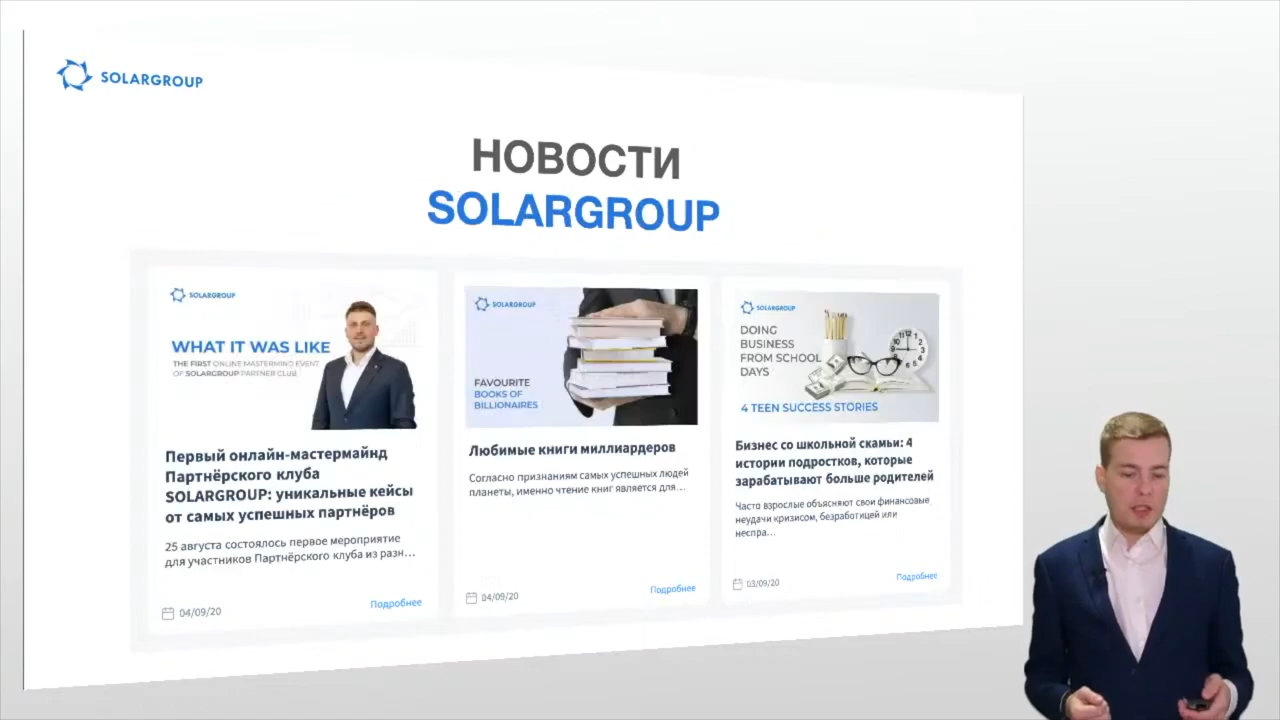 SOLARGROUP
НОВОСТИ
SOLARGROUP
SOLARGROUP
WHAT IT WAS LIKE
THE FIRST ONLINE MASTERMIND EVENT
OF SOLARGROUP PARTNER CLUB
Первый онлайн-мастермайнд
Партнёрского клуба
SOLARGROUP: уникальные кейсы
от самых успешных партнёров
25 августа состоялось первое мероприятие
для участников Партнёрского клуба из разн...
04/09/20
Подробнее
SOLARGROUP
FAVOURITE
BOOKS OF
BILLIONAIRES
Любимые книги миллиардеров
Согласно признаниям самых успешных людей
планеты, именно чтение книг является для...
04/09/20
Подробнее
SOLARGROUP
DOING
BUSINESS
FROM SCHOOL
DAYS
4 TEEN SUCCESS STORIES
Бизнес со школьной скамьи: 4
истории подростков, которые
зарабатывают больше родителей
Часто взрослые объясняют свои финансовые
неудачи кризисом, безработицей или
неспра...
03/09/20
Подробнее